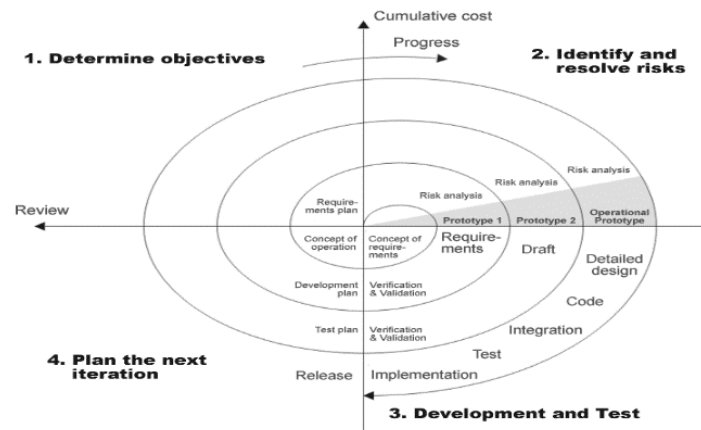 Cumulative cost
Progress
1. Determine objectives
2. Identify and
resolve risks
Review
Require-
ments plan
Risk analysis
Risk analysis
Risk analysis
Prototype 1
Prototype 2
Operational
Prototype
Concept of
operation
Concept of
require-
ments
Require-
ments
Draft
Detailed
design
Development
plan
Verification
& Validation
Code
Test plan
Verification
& Validation
Integration
Test
Implementation
Release
4. Plan the next
iteration
3. Development and Test